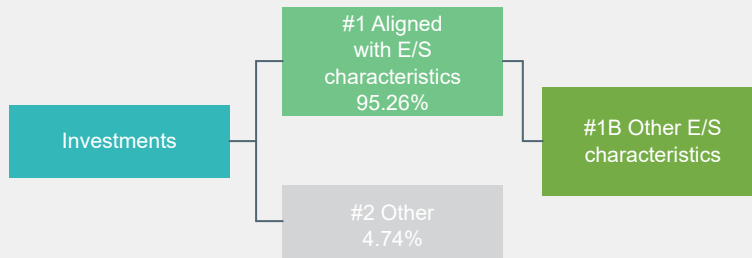 #1 Aligned
with E/S
characteristics
95.26%
Investments
#1B Other E/S
characteristics
#2 Other
4.74%